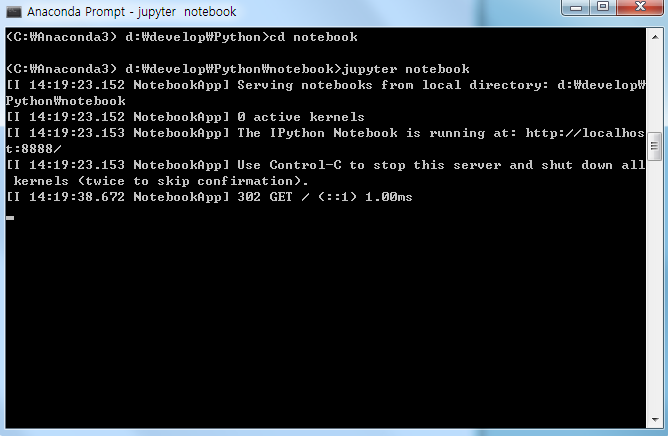 Anaconda Prompt - jupyter  notebook
(C:₩Anaconda3) d:₩develop₩Python>cd notebook
(C:₩Anaconda3) d:₩develop₩Python₩notebook>jupyter notebook
[I 14:19:23.152 NotebookApp] Serving notebooks from local directory: d:₩develop₩
Python₩notebook
[I 14:19:23.152 NotebookApp] 0 active kernels
[I 14:19:23.153 NotebookApp] The IPython Notebook is running at: http://localhos
t:8888/
[I 14:19:23.153 NotebookApp] Use Control-C to stop this server and shut down all
 kernels (twice to skip confirmation).
[I 14:19:38.672 NotebookApp] 302 GET / (::1) 1.00ms